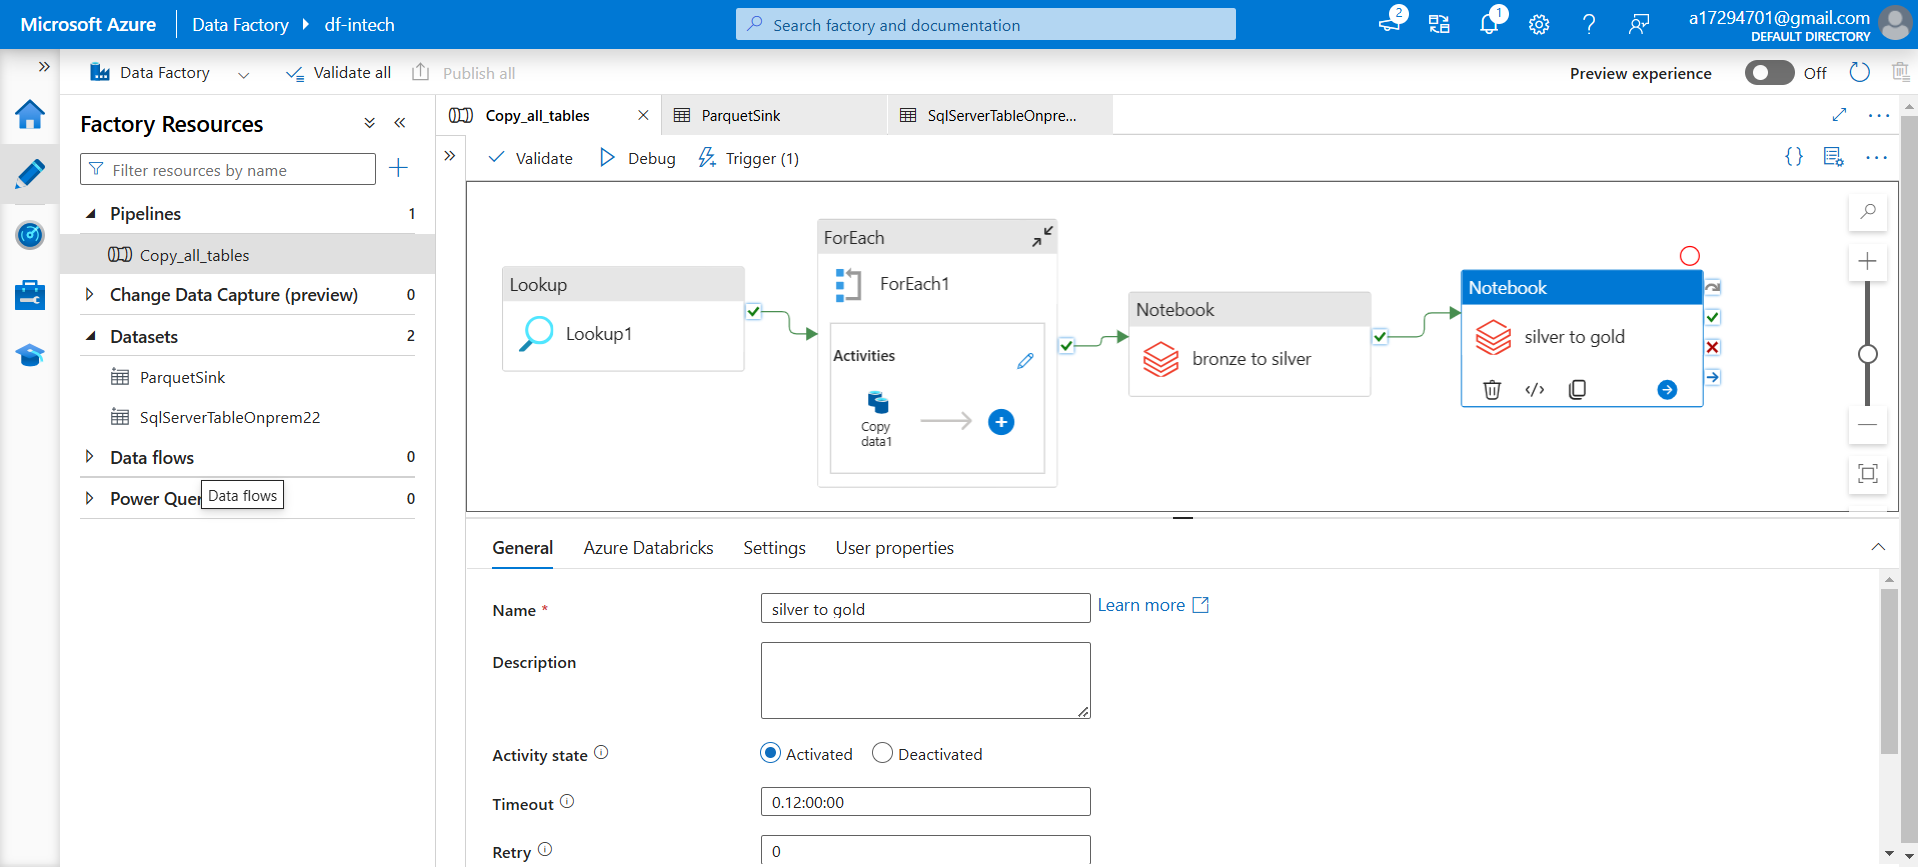 Microsoft Azure
Data Factory
df-intech
Search factory and documentation
2
1
a17294701@gmail.com
DEFAULT DIRECTORY
Data Factory
Validate all
Publish all
Preview experience
Off
Factory Resources
Filter resources by name
Pipelines 1
Copy_all_tables
Change Data Capture (preview) 0
Datasets 2
ParquetSink
SqlServerTableOnprem22
Data flows 0
Power Quer 0
Data flows
Copy_all_tables
ParquetSink
SqlServerTableOnpre...
Validate
Debug
Trigger (1)
Lookup
Lookup1
ForEach
ForEach1
Activities
Copy
data1
Notebook
bronze to silver
Notebook
silver to gold
General
Azure Databricks
Settings
User properties
Name *
silver to gold
Learn more
Description
Activity state
Activated
Deactivated
Timeout
0.12:00:00
Retry
0